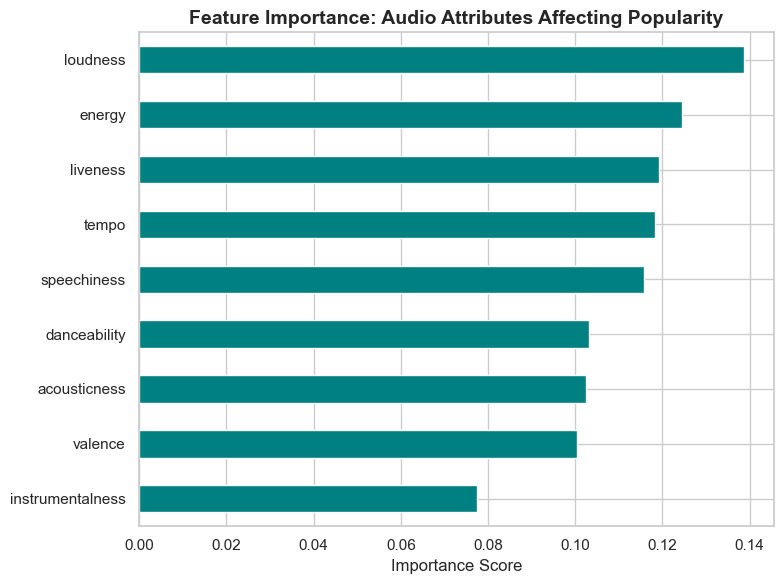 Feature Importance: Audio Attributes Affecting Popularity
loudness
energy
liveness
tempo
speechiness
danceability
acousticness
valence
instrumentalness
0.00 0.02 0.04 0.06 0.08 0.10 0.12 0.14
Importance Score